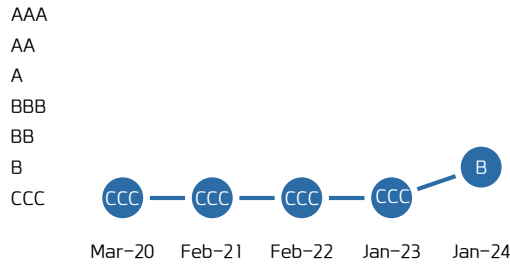 AAA
AA
A
BBB
BB
B
B
CCC
CCC
CCC
CCC
CCC
Mar-20
Feb-21
Feb-22
Jan-23
Jan-24